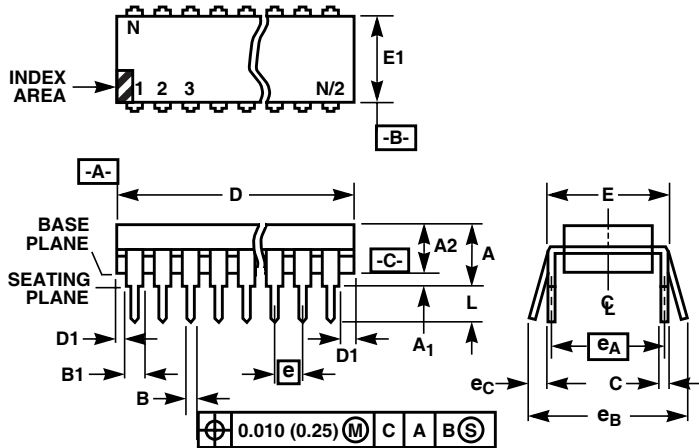 N
E1
INDEX
AREA
1 2 3 N/2
-B-
-A-
D
E
BASE
PLANE
A2
A
-C-
SEATING
PLANE
L
C
L
D1
A1
D1
eA
B1
e
eC
C
B
eB
0.010 (0.25) M C A B S